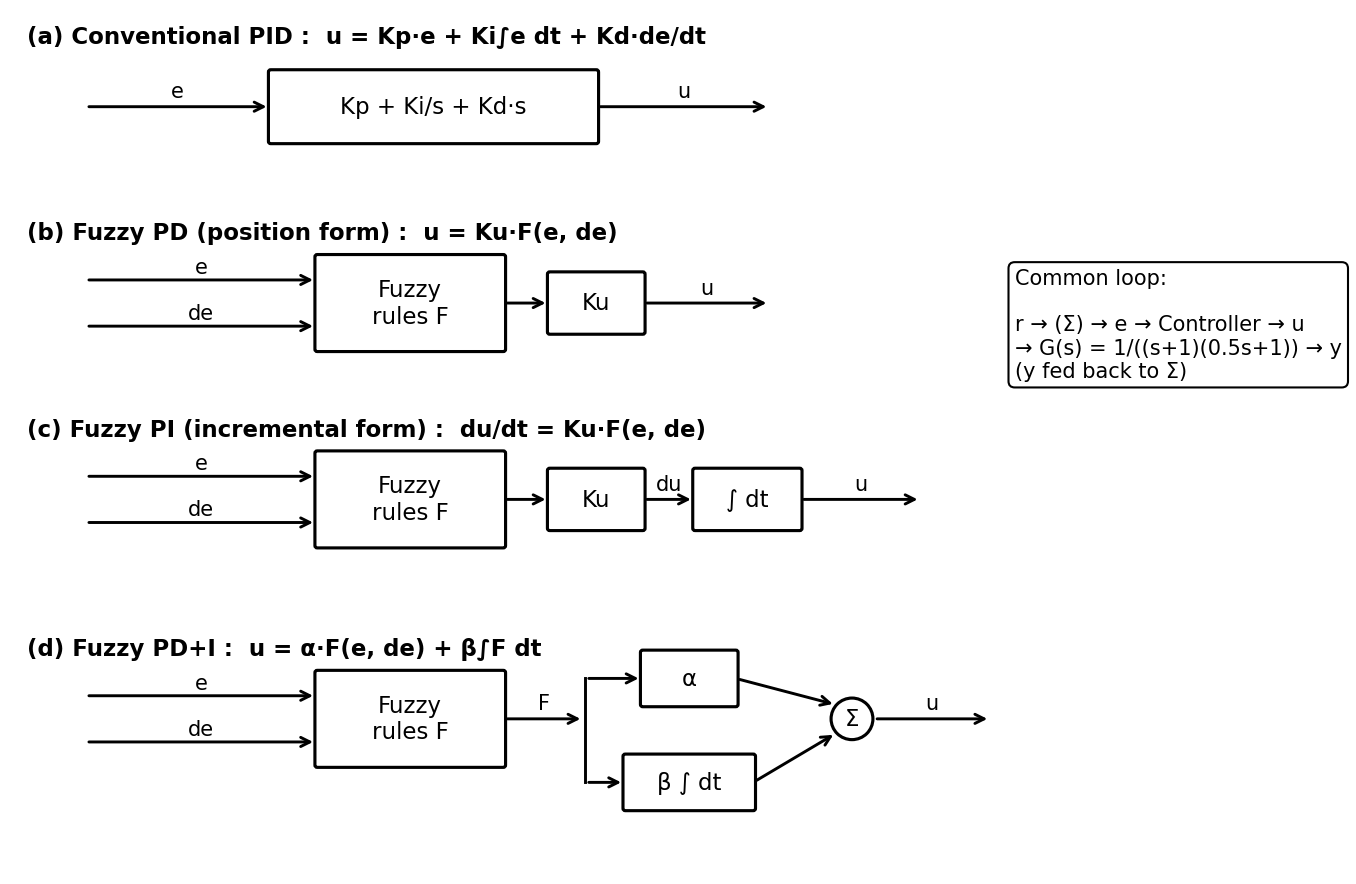 (a) Conventional PID :  u = Kp·e + Ki∫e dt + Kd·de/dt
e
Kp + Ki/s + Kd·s
u
(b) Fuzzy PD (position form) :  u = Ku·F(e, de)
e
de
Fuzzy
rules F
Ku
u
Common loop:
r → (Σ) → e → Controller → u
→ G(s) = 1/((s+1)(0.5s+1)) → y
(y fed back to Σ)
(c) Fuzzy PI (incremental form) :  du/dt = Ku·F(e, de)
e
de
Fuzzy
rules F
Ku
du
∫ dt
u
(d) Fuzzy PD+I :  u = α·F(e, de) + β∫F dt
e
de
Fuzzy
rules F
F
α
β ∫ dt
Σ
u